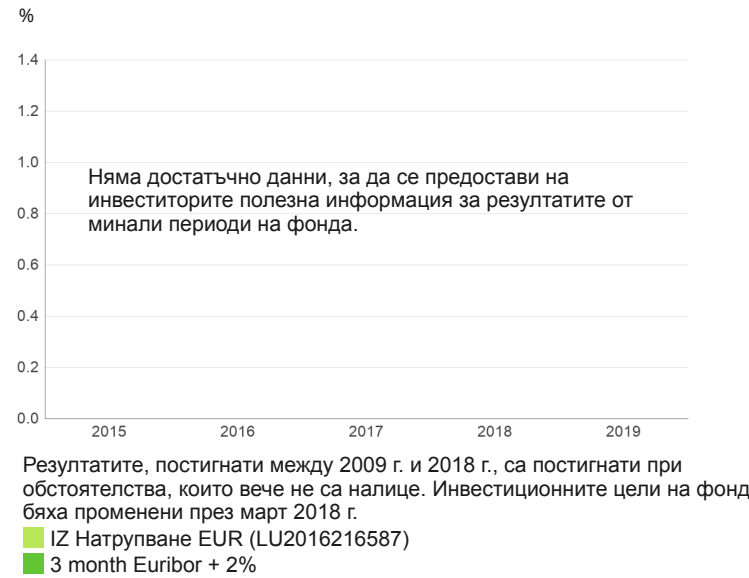 %
1.4
1.2
1.0
Няма достатъчно данни, за да се предостави на
инвеститорите полезна информация за резултатите от
0.8
минали периоди на фонда.
0.6
0.4
0.2
0.0
2015 2016 2017 2018 2019
Резултатите, постигнати между 2009 г. и 2018 г., са постигнати при
обстоятелства, които вече не са налице. Инвестиционните цели на фонд
бяха променени през март 2018 г.
IZ Натрупване EUR (LU2016216587)
3 month Euribor + 2%